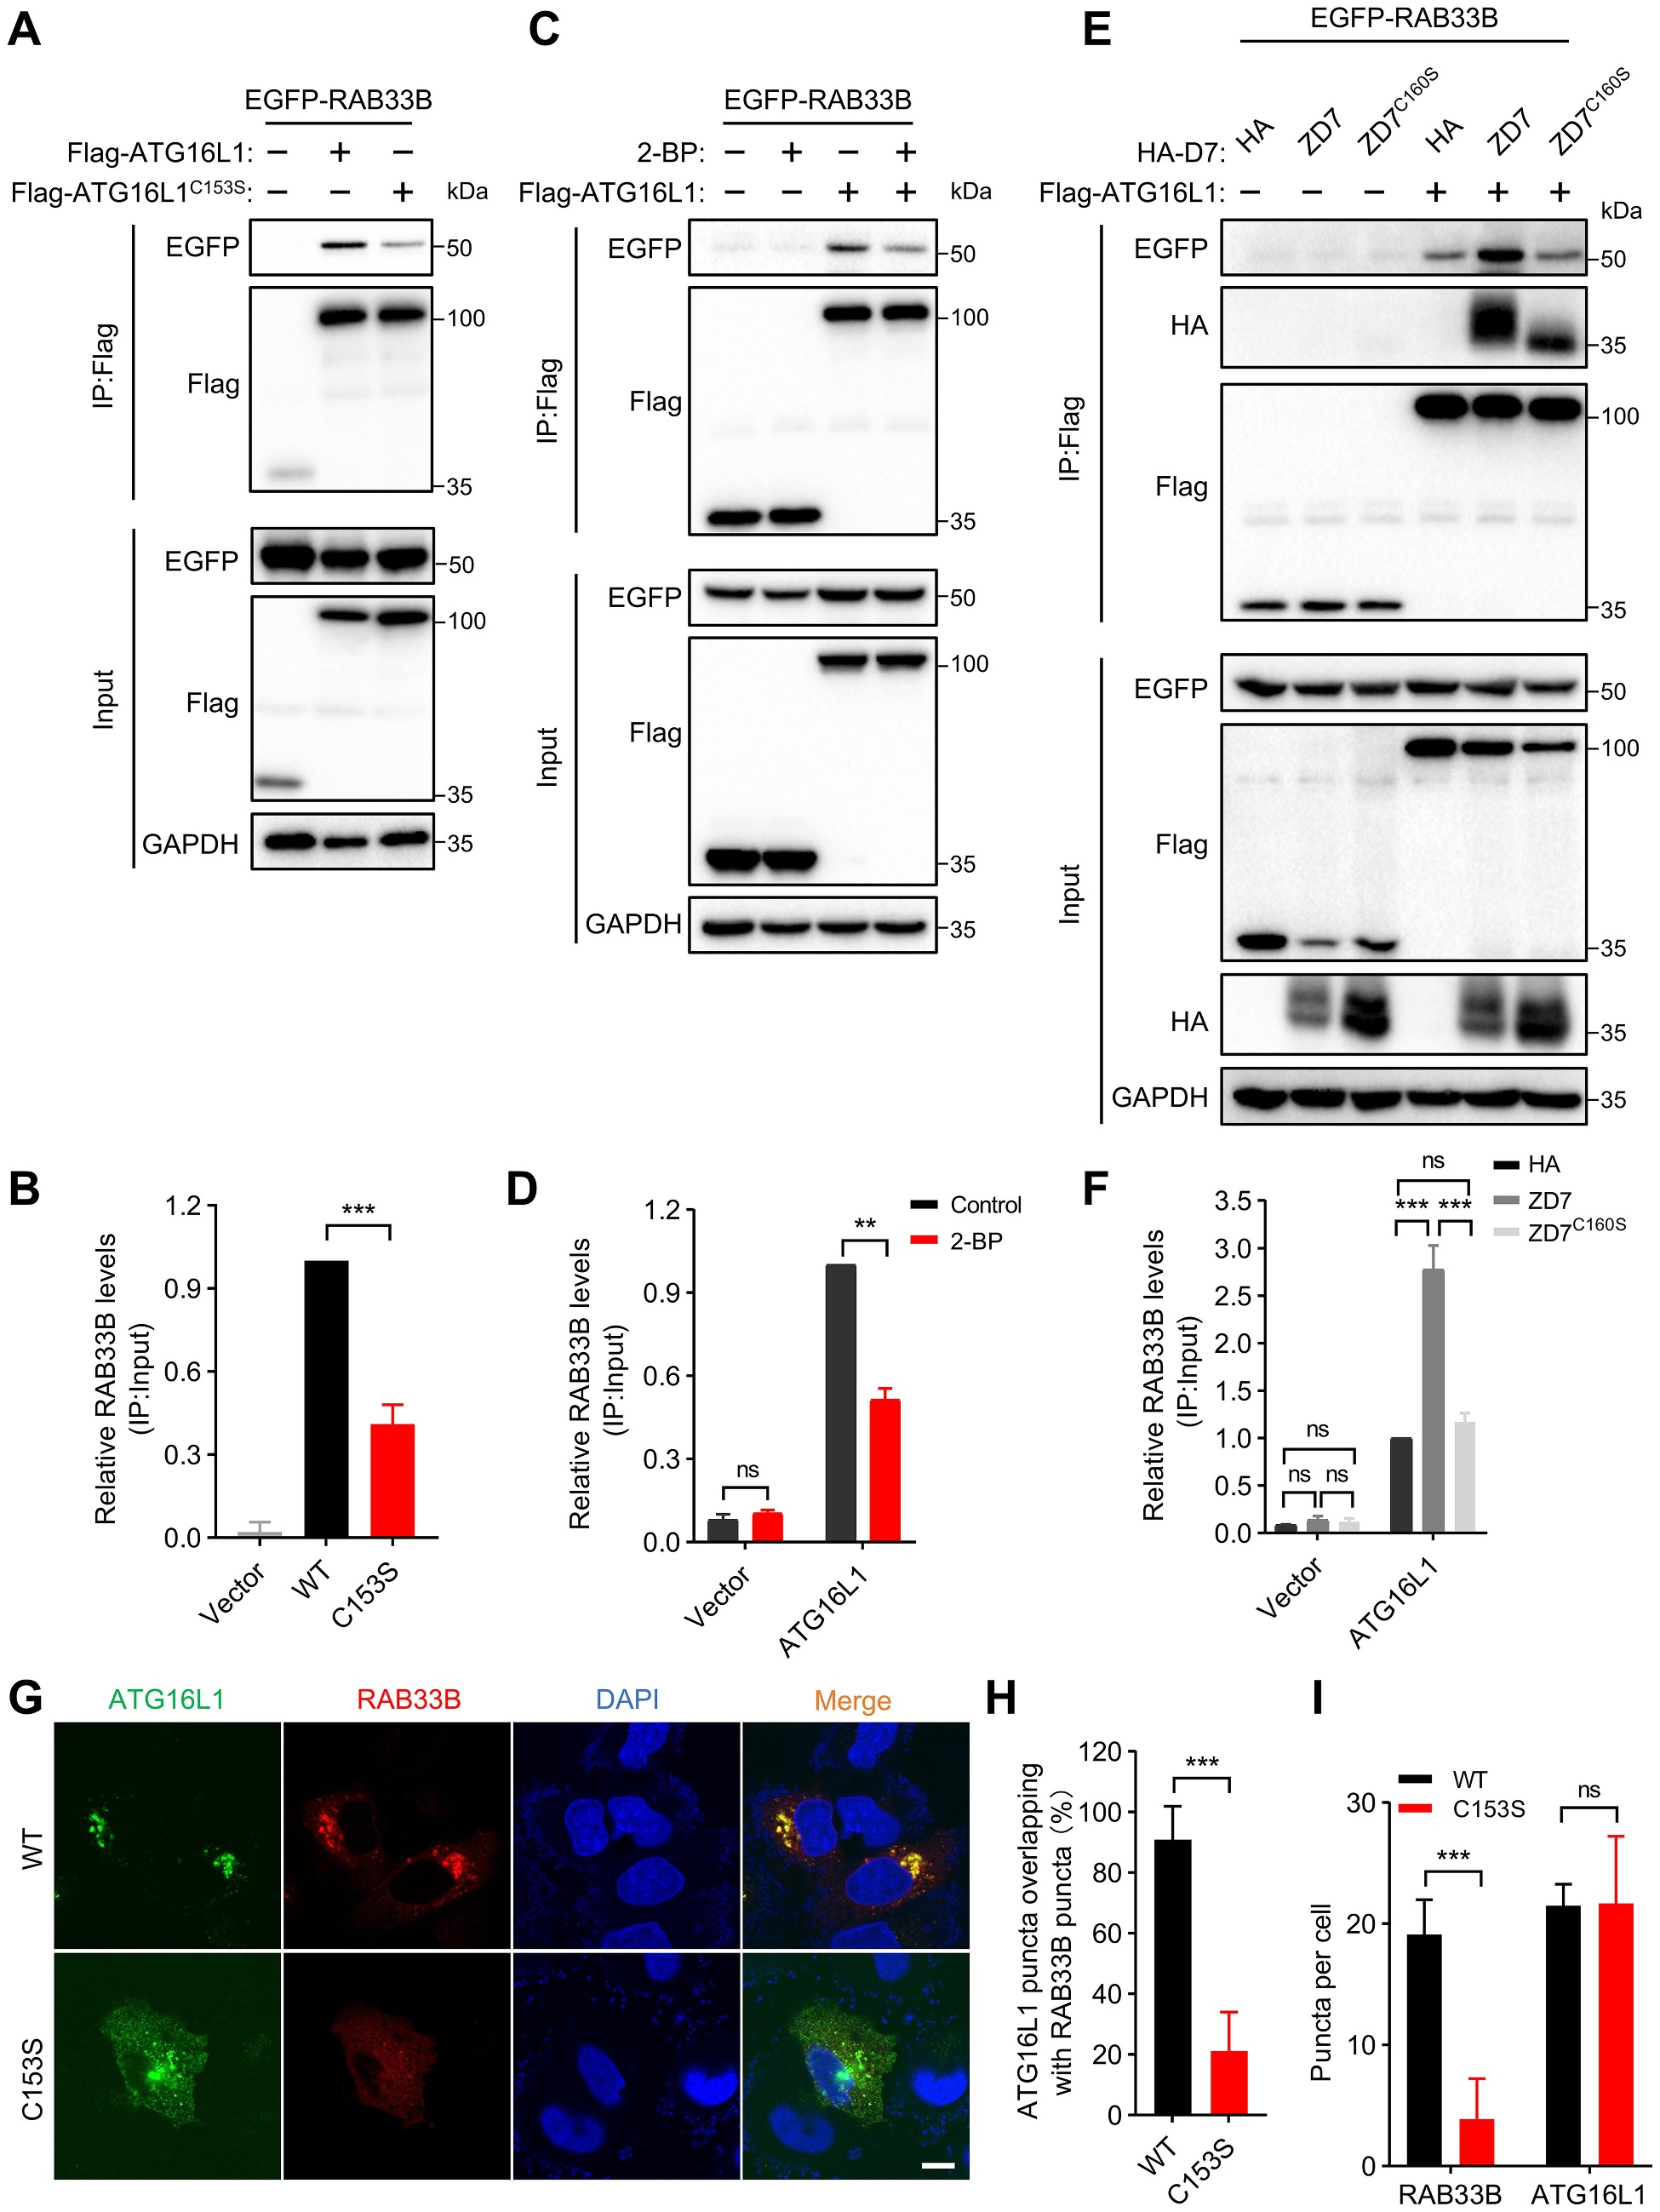 A
EGFP-RAB33B
Flag-ATG16L1: − + −
Flag-ATG16L1C153S: − − + kDa
IP:Flag
EGFP 50
Flag 100
35
Input
EGFP 50
Flag 100
35
GAPDH 35
C
EGFP-RAB33B
2-BP: − + − +
Flag-ATG16L1: − − + + kDa
IP:Flag
EGFP 50
Flag 100
35
Input
EGFP 50
Flag 100
35
GAPDH 35
E
EGFP-RAB33B
HA-D7: HA ZD7 ZD7C160S HA ZD7 ZD7C160S
Flag-ATG16L1: − − − + + +
kDa
IP:Flag
EGFP 50
HA 35
Flag 100
35
Input
EGFP 50
Flag 100
35
HA 35
GAPDH 35
B
Relative RAB33B levels
(IP:Input)
1.2
0.9
0.6
0.3
0.0
***
Vector WT C153S
D
Relative RAB33B levels
(IP:Input)
1.2
0.9
0.6
0.3
0.0
ns
**
Control
2-BP
Vector ATG16L1
F
Relative RAB33B levels
(IP:Input)
3.5
3.0
2.5
2.0
1.5
1.0
0.5
0.0
ns
ns ns
ns
*** ***
HA
ZD7
ZD7C160S
Vector ATG16L1
G
ATG16L1 RAB33B DAPI Merge
WT
C153S
H
ATG16L1 puncta overlapping
with RAB33B puncta (%)
120
100
80
60
40
20
0
***
WT C153S
I
Puncta per cell
30
20
10
0
WT
C153S
***
ns
RAB33B ATG16L1